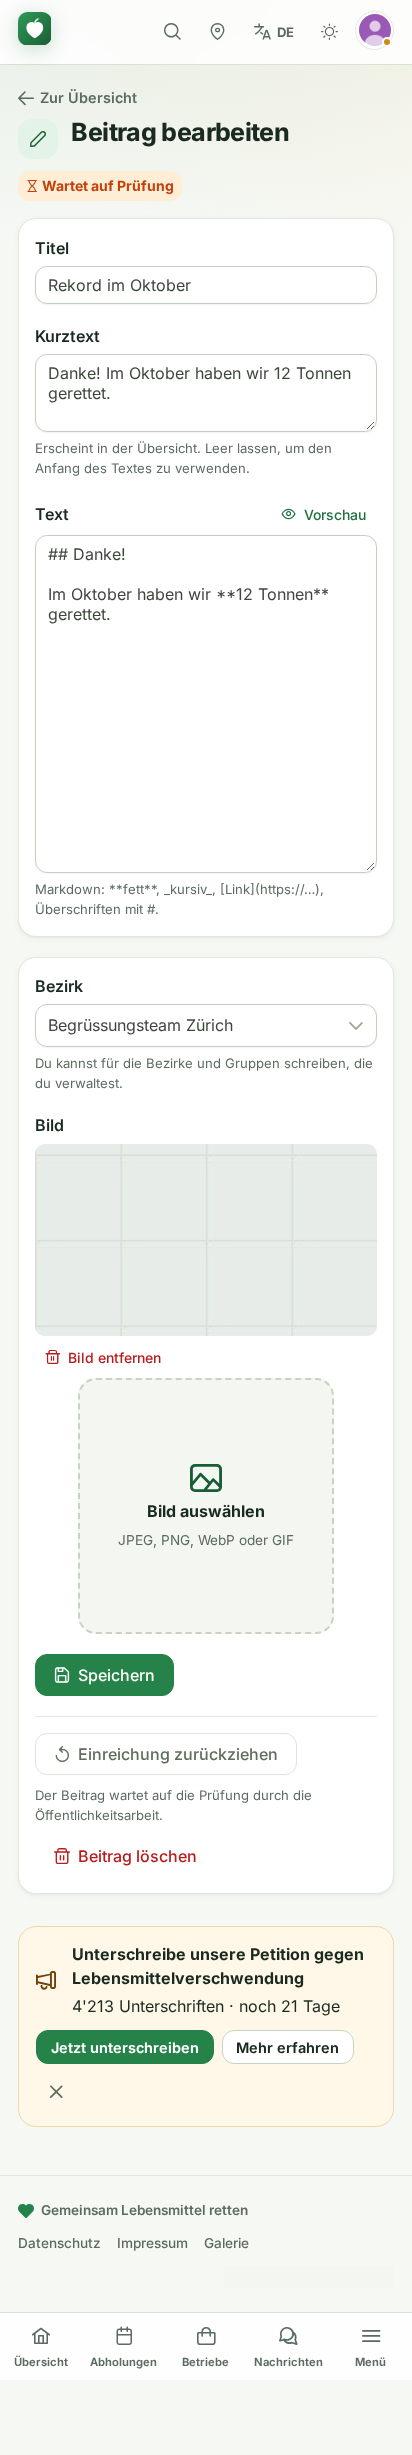 DE
Zur Übersicht
Beitrag bearbeiten
Wartet auf Prüfung
Titel
Rekord im Oktober
Kurztext
Danke! Im Oktober haben wir 12 Tonnen
gerettet.
Erscheint in der Übersicht. Leer lassen, um den
Anfang des Textes zu verwenden.
Text
Vorschau
## Danke!
Im Oktober haben wir **12 Tonnen**
gerettet.
Markdown: **fett**, _kursiv_, [Link](https://…),
Überschriften mit #.
Bezirk
Begrüssungsteam Zürich
Du kannst für die Bezirke und Gruppen schreiben, die
du verwaltest.
Bild
Bild entfernen
Bild auswählen
JPEG, PNG, WebP oder GIF
Speichern
Einreichung zurückziehen
Der Beitrag wartet auf die Prüfung durch die
Öffentlichkeitsarbeit.
Beitrag löschen
Unterschreibe unsere Petition gegen
Lebensmittelverschwendung
4'213 Unterschriften · noch 21 Tage
Jetzt unterschreiben
Mehr erfahren
Gemeinsam Lebensmittel retten
Datenschutz Impressum Galerie
Übersicht Abholungen Betriebe Nachrichten Menü